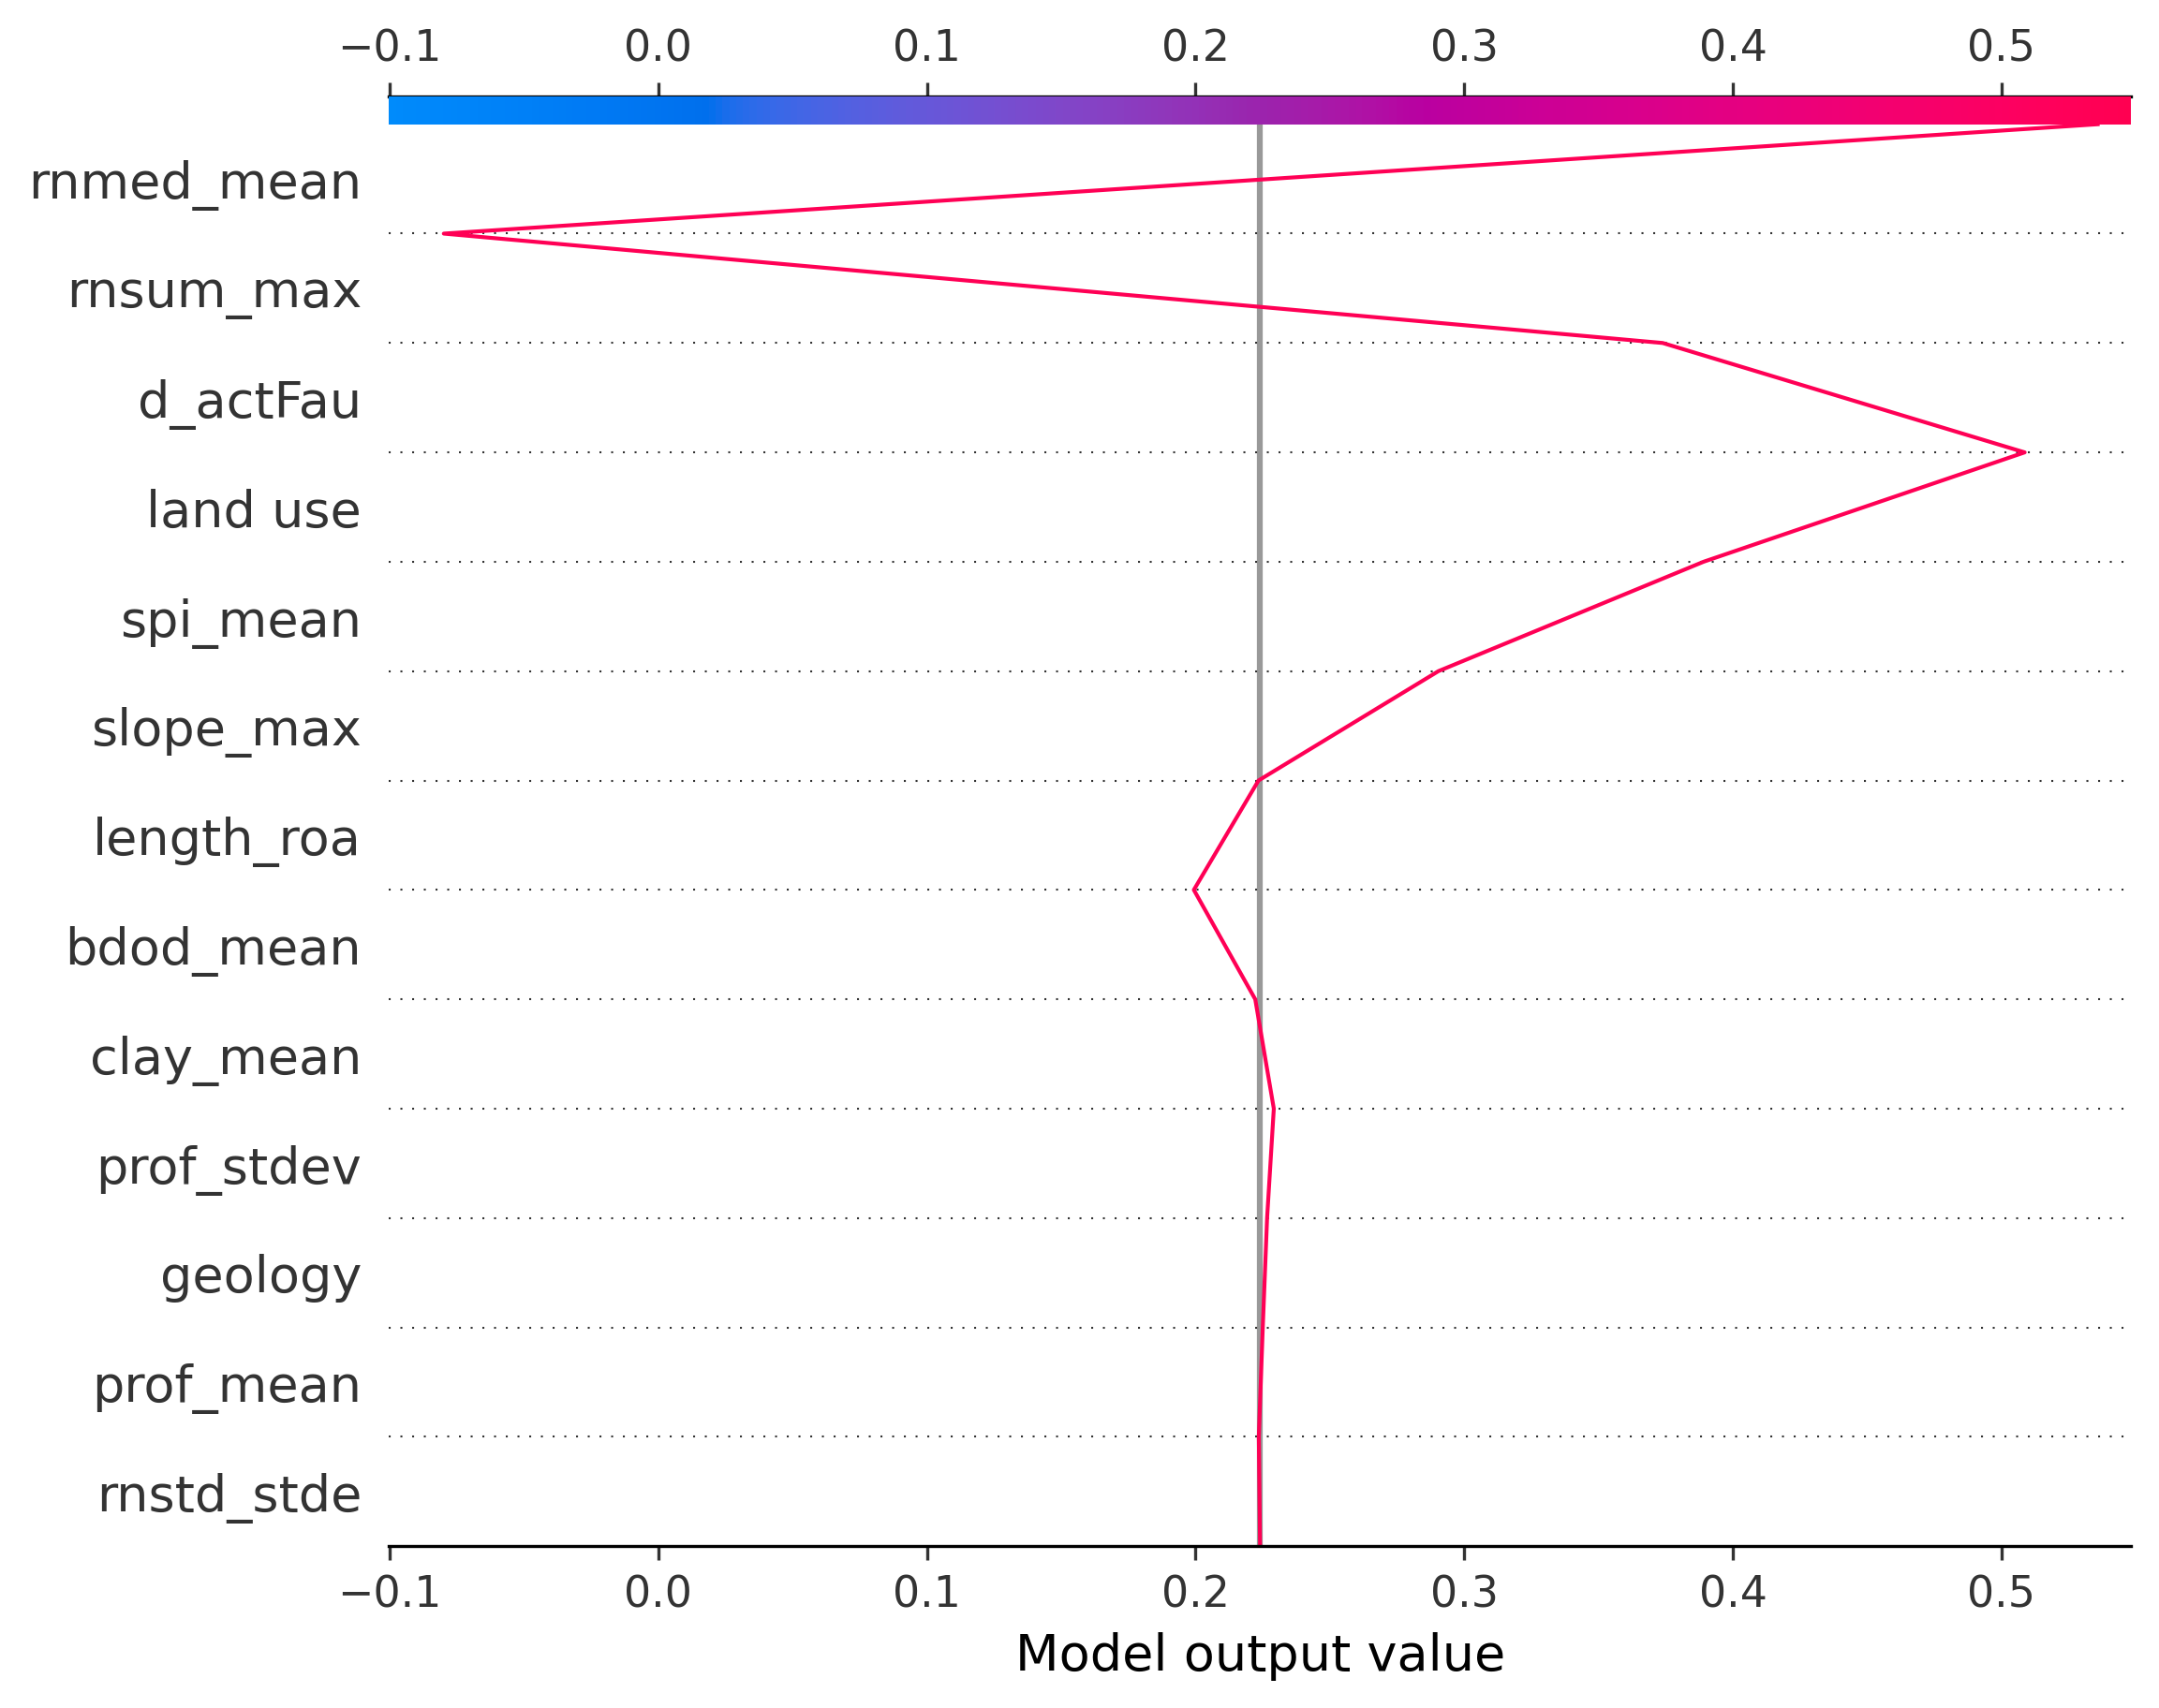 −0.1 0.0 0.1 0.2 0.3 0.4 0.5
rnmed_mean
rnsum_max
d_actFau
land use
spi_mean
slope_max
length_roa
bdod_mean
clay_mean
prof_stdev
geology
prof_mean
rnstd_stde
−0.1 0.0 0.1 0.2 0.3 0.4 0.5
Model output value